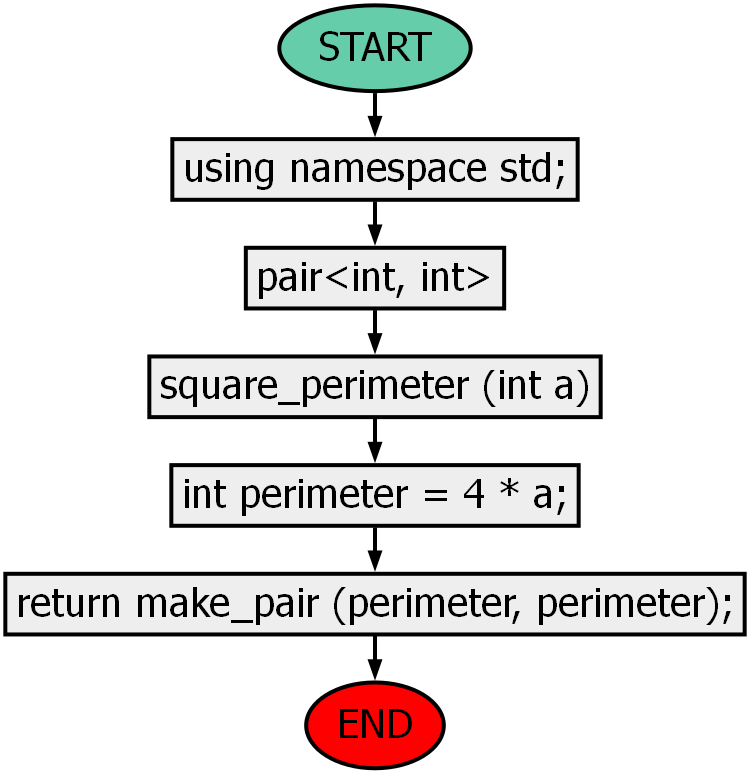 START
using namespace std;
pair<int, int>
square_perimeter (int a)
int perimeter = 4 * a;
return make_pair (perimeter, perimeter);
END